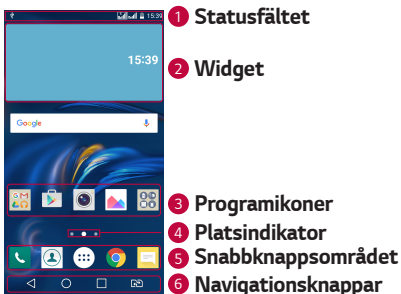 15:39
1 Statusfältet
15:39
2 Widget
Google
3 Programikoner
4 Platsindikator
5 Snabbknappsområdet
6 Navigationsknappar